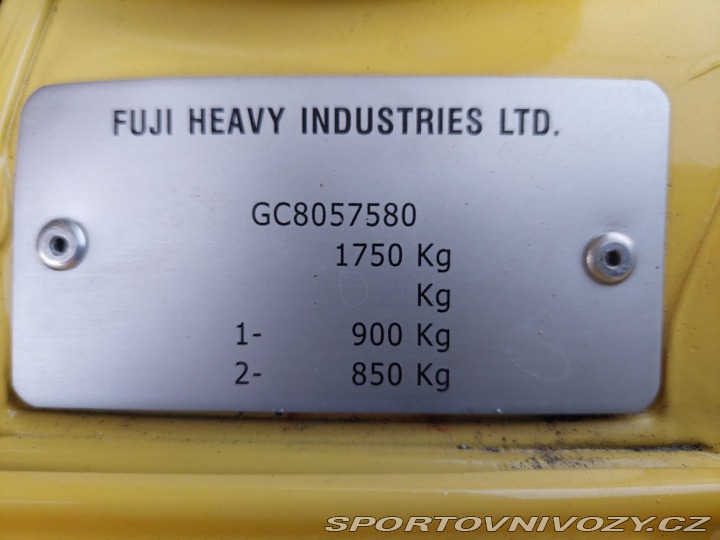 FUJI HEAVY INDUSTRIES LTD.
GC8057580
1750 Kg
Kg
1- 900 Kg
2- 850 Kg
SPORTOVNIVOZY.CZ